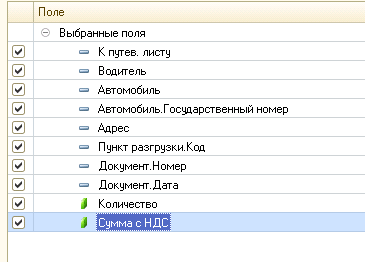 Поле
Выбранные поля
К путев. листу
Водитель
Автомобиль
Автомобиль.Государственный номер
Адрес
Пункт разгрузки.Код
Документ.Номер
Документ.Дата
Количество
Сумма с НДС